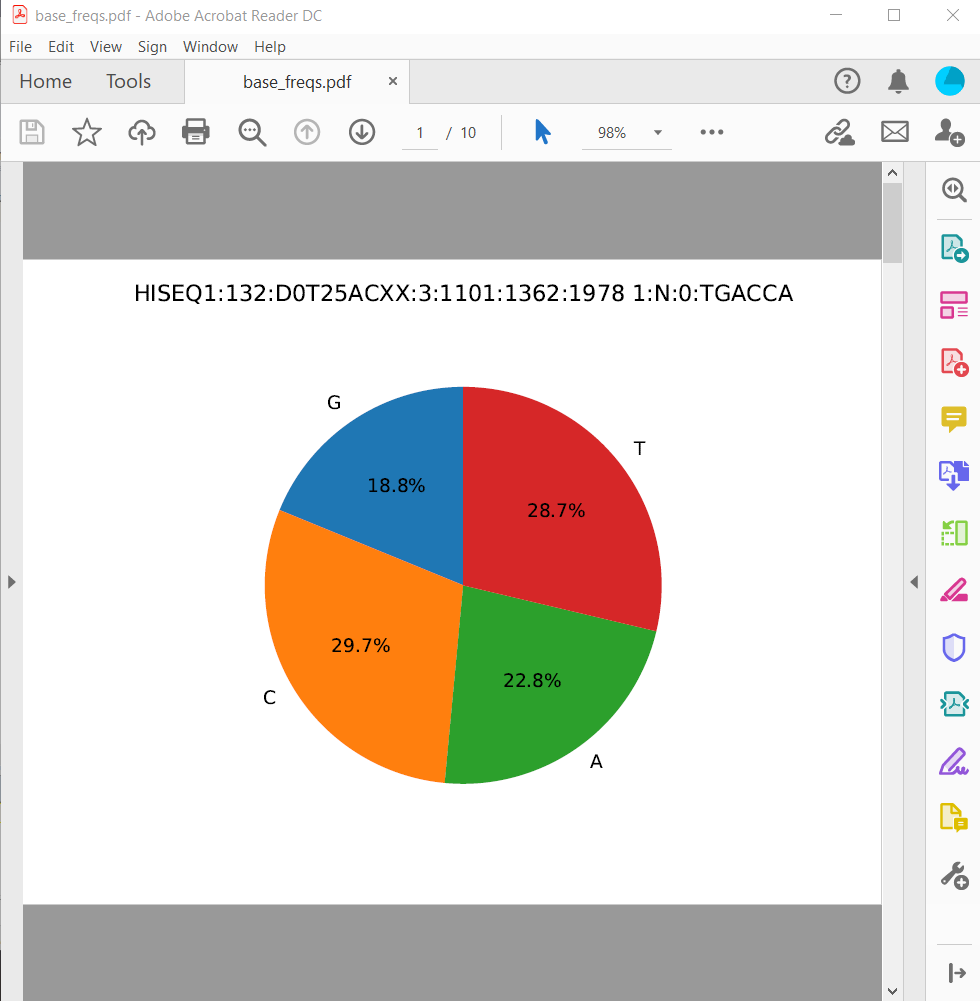 base_freqs.pdf - Adobe Acrobat Reader DC
File Edit View Sign Window Help
Home Tools base_freqs.pdf ×
1 / 10 98%
HISEQ1:132:D0T25ACXX:3:1101:1362:1978 1:N:0:TGACCA
G
T
18.8%
28.7%
29.7%
22.8%
C
A